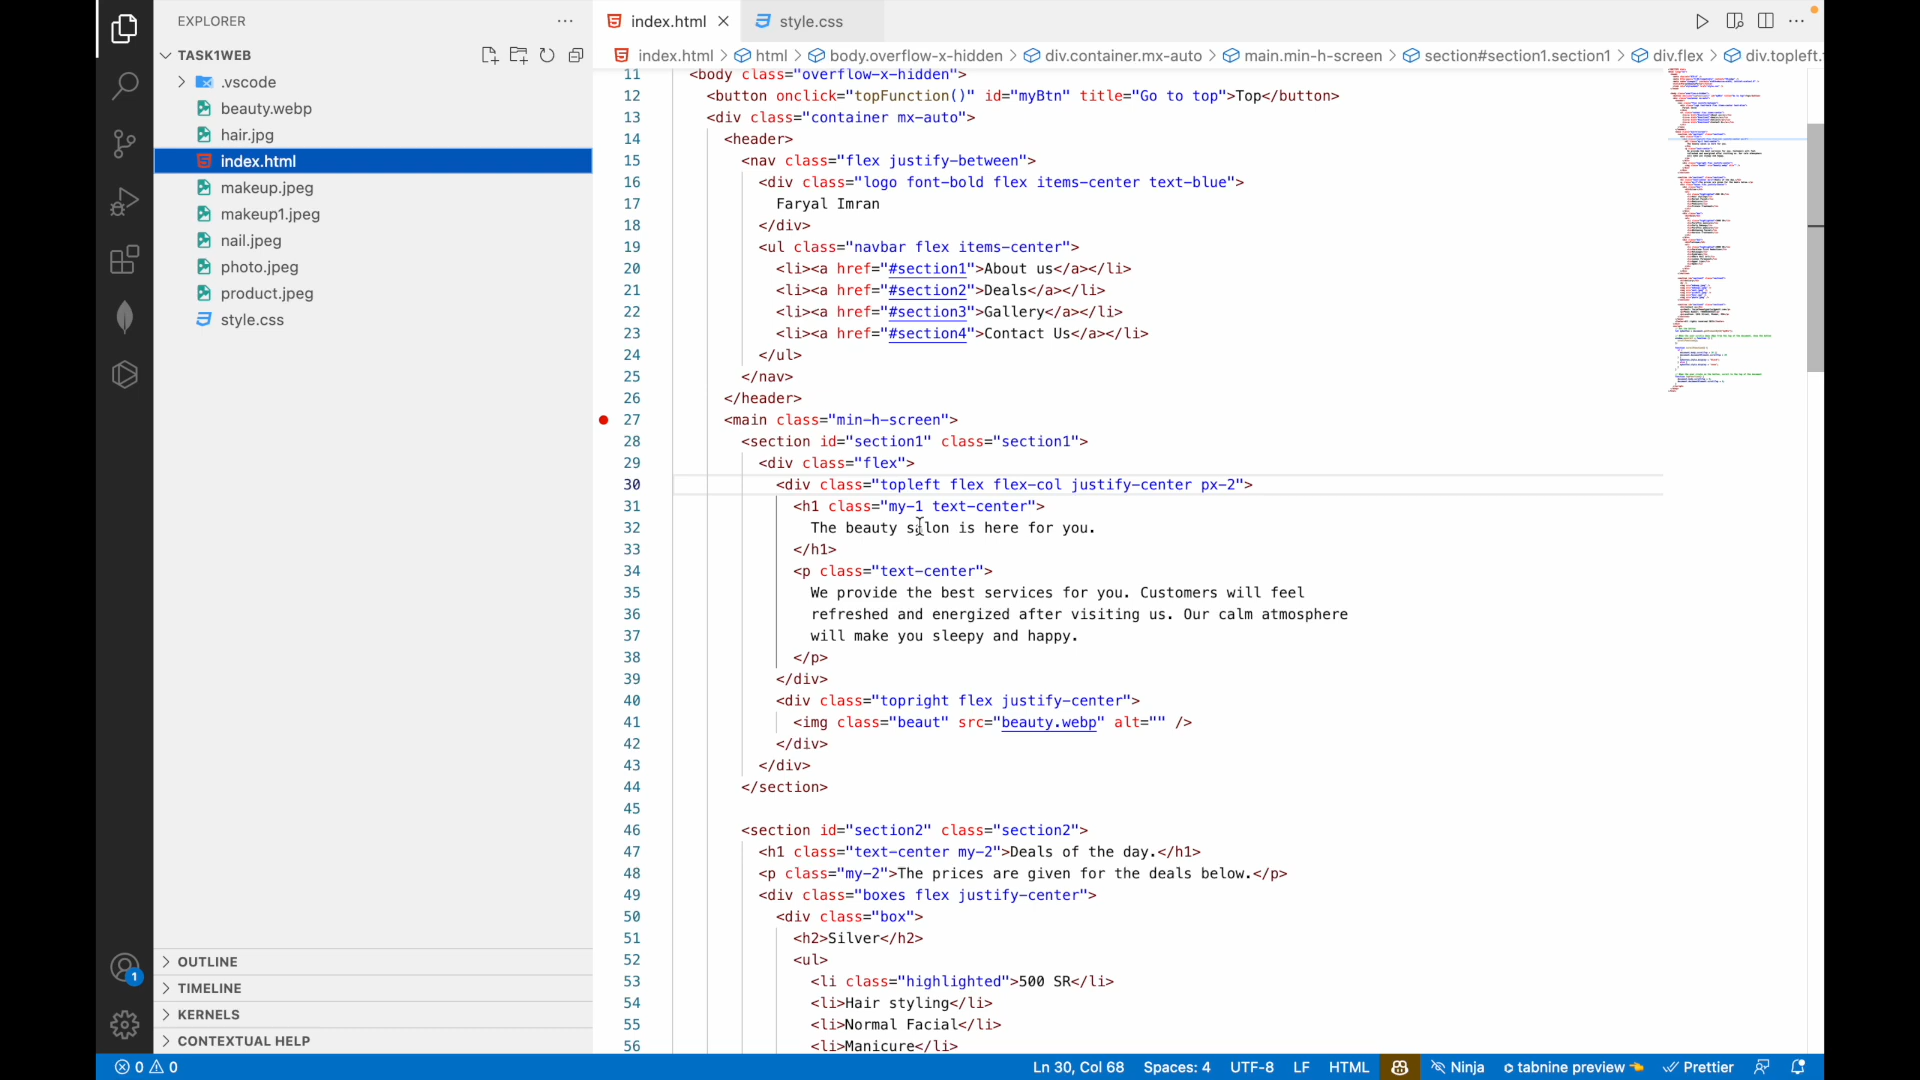 EXPLORER
TASK1WEB
.vscode
beauty.webp
hair.jpg
index.html
makeup.jpeg
makeup1.jpeg
nail.jpeg
photo.jpeg
product.jpeg
style.css
OUTLINE
TIMELINE
KERNELS
CONTEXTUAL HELP
1
index.html
style.css
index.html > html > body.overflow-x-hidden > div.container.mx-auto > main.min-h-screen > section#section1.section1 > div.flex > div.topleft.
11 <body class="overflow-x-hidden">
12 <button onclick="topFunction()" id="myBtn" title="Go to top">Top</button>
13 <div class="container mx-auto">
14 <header>
15 <nav class="flex justify-between">
16 <div class="logo font-bold flex items-center text-blue">
17 Faryal Imran
18 </div>
19 <ul class="navbar flex items-center">
20 <li><a href="#section1">About us</a></li>
21 <li><a href="#section2">Deals</a></li>
22 <li><a href="#section3">Gallery</a></li>
23 <li><a href="#section4">Contact Us</a></li>
24 </ul>
25 </nav>
26 </header>
27 <main class="min-h-screen">
28 <section id="section1" class="section1">
29 <div class="flex">
30 <div class="topleft flex flex-col justify-center px-2">
31 <h1 class="my-1 text-center">
32 The beauty salon is here for you.
33 </h1>
34 <p class="text-center">
35 We provide the best services for you. Customers will feel
36 refreshed and energized after visiting us. Our calm atmosphere
37 will make you sleepy and happy.
38 </p>
39 </div>
40 <div class="topright flex justify-center">
41 <img class="beaut" src="beauty.webp" alt="" />
42 </div>
43 </div>
44 </section>
45
46 <section id="section2" class="section2">
47 <h1 class="text-center my-2">Deals of the day.</h1>
48 <p class="my-2">The prices are given for the deals below.</p>
49 <div class="boxes flex justify-center">
50 <div class="box">
51 <h2>Silver</h2>
52 <ul>
53 <li class="highlighted">500 SR</li>
54 <li>Hair styling</li>
55 <li>Normal Facial</li>
56 <li>Manicure</li>
0 0 Ln 30, Col 68 Spaces: 4 UTF-8 LF HTML Ninja tabnine preview Prettier